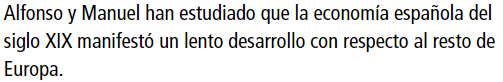 Alfonso y Manuel han estudiado que la economía española del
siglo XIX manifestó un lento desarrollo con respecto al resto de
Europa.